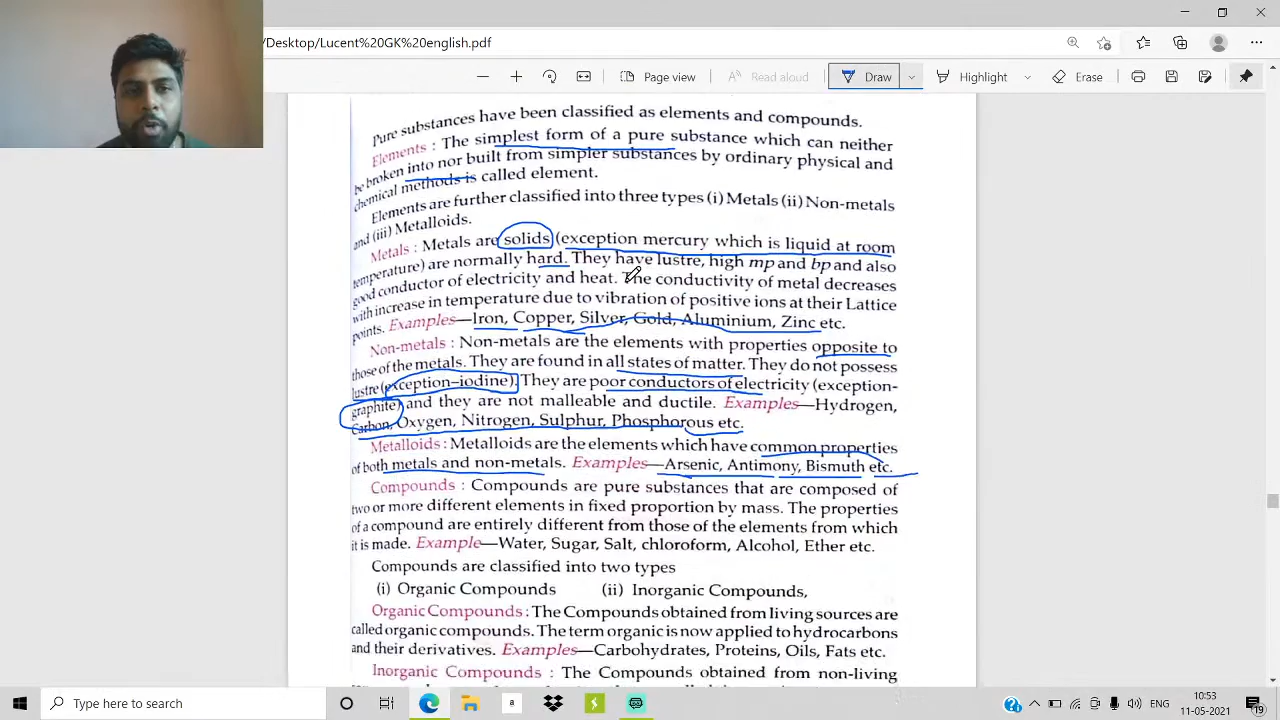 /Desktop/Lucent%20GK%20english.pdf
Page view
Read aloud
Draw
Highlight
Erase
Pure substances have been classified as elements and compounds.
Elements : The simplest form of a pure substance which can neither
be broken into nor built from simpler substances by ordinary physical and
chemical methods is called element.
Elements are further classified into three types (i) Metals (ii) Non-metals
and (iii) Metalloids.
Metals : Metals are solids (exception mercury which is liquid at room
temperature) are normally hard. They have lustre, high mp and bp and also
good conductor of electricity and heat. The conductivity of metal decreases
with increase in temperature due to vibration of positive ions at their Lattice
points. Examples—Iron, Copper, Silver, Gold, Aluminium, Zinc etc.
Non-metals : Non-metals are the elements with properties opposite to
those of the metals. They are found in all states of matter. They do not possess
lustre (exception–iodine). They are poor conductors of electricity (exception-
graphite) and they are not malleable and ductile. Examples—Hydrogen,
Carbon, Oxygen, Nitrogen, Sulphur, Phosphorous etc.
Metalloids : Metalloids are the elements which have common properties
of both metals and non-metals. Examples—Arsenic, Antimony, Bismuth etc.
Compounds : Compounds are pure substances that are composed of
two or more different elements in fixed proportion by mass. The properties
of a compound are entirely different from those of the elements from which
it is made. Example—Water, Sugar, Salt, chloroform, Alcohol, Ether etc.
Compounds are classified into two types
(i) Organic Compounds (ii) Inorganic Compounds,
Organic Compounds : The Compounds obtained from living sources are
called organic compounds. The term organic is now applied to hydrocarbons
and their derivatives. Examples—Carbohydrates, Proteins, Oils, Fats etc.
Inorganic Compounds : The Compounds obtained from non-living
Type here to search
10:53
11-05-2021